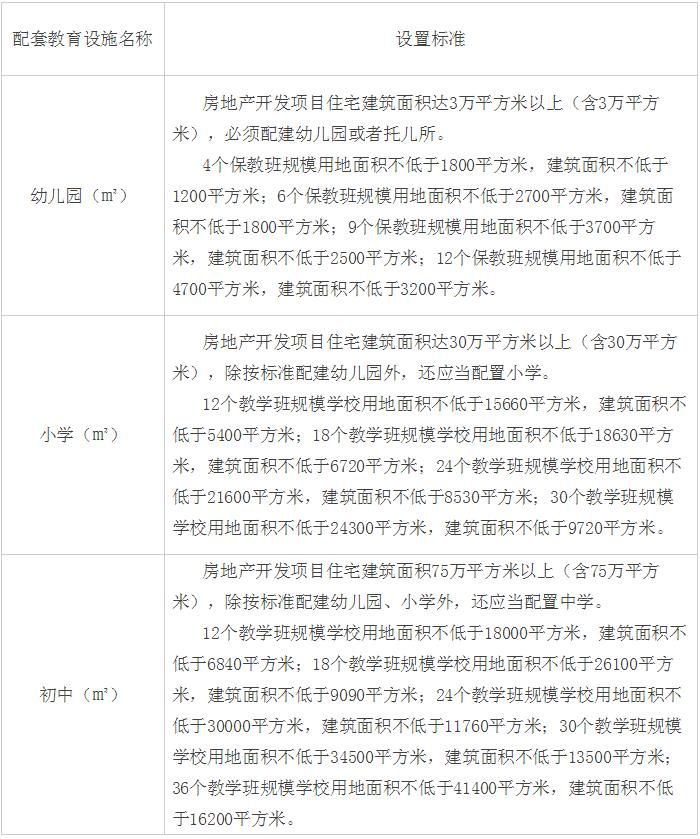 配套教育设施名称
设置标准
幼儿园（㎡）
房地产开发项目住宅建筑面积达3万平方米以上（含3万平方
米），必须配建幼儿园或者托儿所。
4个保教班规模用地面积不低于1800平方米，建筑面积不低于
1200平方米；6个保教班规模用地面积不低于2700平方米，建筑面
积不低于1800平方米；9个保教班规模用地面积不低于3700平方
米，建筑面积不低于2500平方米；12个保教班规模用地面积不低于
4700平方米，建筑面积不低于3200平方米。
小学（㎡）
房地产开发项目住宅建筑面积达30万平方米以上（含30万平方
米），除按标准配建幼儿园外，还应当配置小学。
12个教学班规模学校用地面积不低于15660平方米，建筑面积不
低于5400平方米；18个教学班规模学校用地面积不低于18630平方
米，建筑面积不低于6720平方米；24个教学班规模学校用地面积不
低于21600平方米，建筑面积不低于8530平方米；30个教学班规模
学校用地面积不低于24300平方米，建筑面积不低于9720平方米。
初中（㎡）
房地产开发项目住宅建筑面积75万平方米以上（含75万平方
米），除按标准配建幼儿园、小学外，还应当配置中学。
12个教学班规模学校用地面积不低于18000平方米，建筑面积不
低于6840平方米；18个教学班规模学校用地面积不低于26100平方
米，建筑面积不低于9090平方米；24个教学班规模学校用地面积不
低于30000平方米，建筑面积不低于11760平方米；30个教学班规模
学校用地面积不低于34500平方米，建筑面积不低于13500平方米；
36个教学班规模学校用地面积不低于41400平方米，建筑面积不低
于16200平方米。